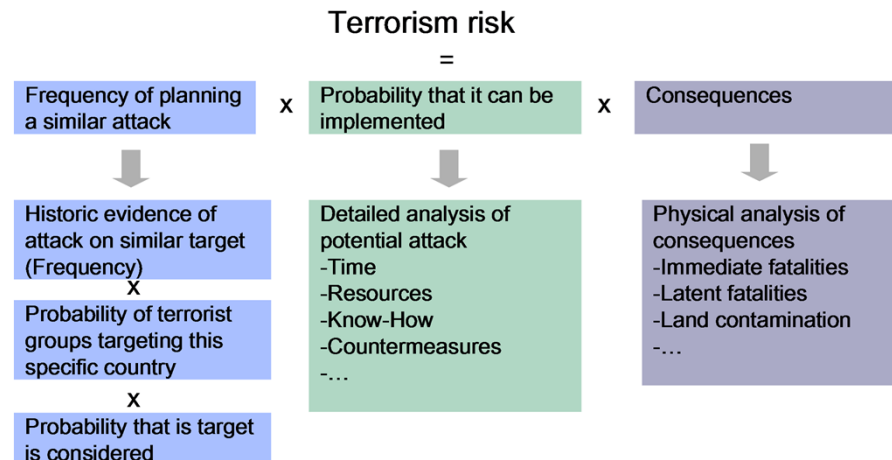 Terrorism risk
=
Frequency of planning
a similar attack
x
Probability that it can be
implemented
x
Consequences
Historic evidence of
attack on similar target
(Frequency)
x
Probability of terrorist
groups targeting this
specific country
x
Probability that is target
is considered
Detailed analysis of
potential attack
-Time
-Resources
-Know-How
-Countermeasures
-...
Physical analysis of
consequences
-Immediate fatalities
-Latent fatalities
-Land contamination
-...